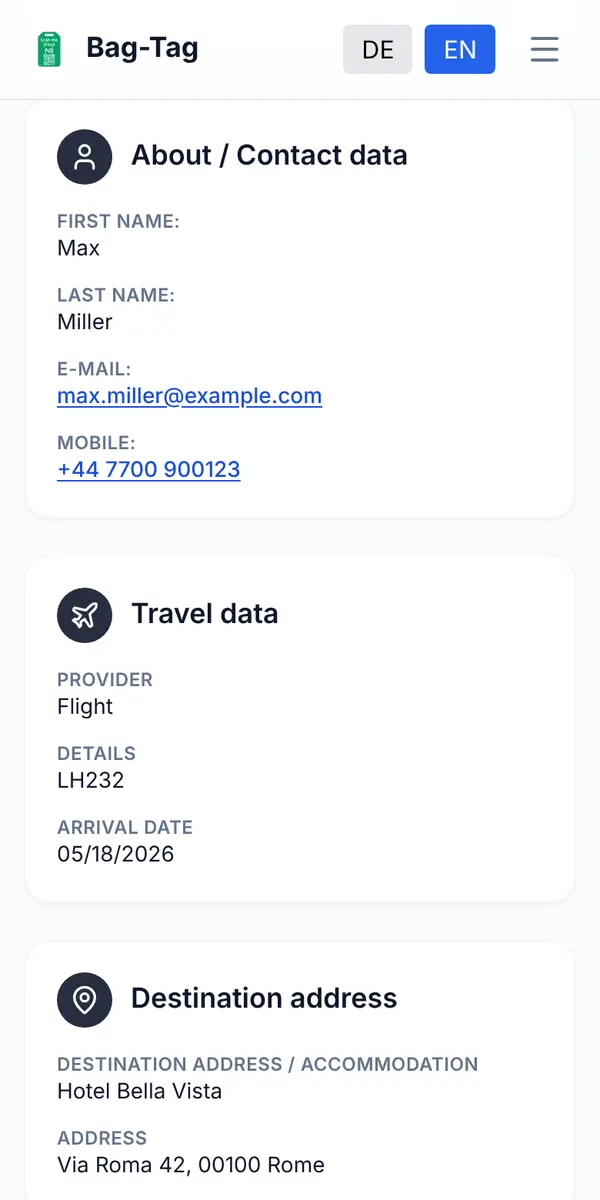 Bag-Tag
DE
EN
About / Contact data
FIRST NAME:
Max
LAST NAME:
Miller
E-MAIL:
max.miller@example.com
MOBILE:
+44 7700 900123
Travel data
PROVIDER
Flight
DETAILS
LH232
ARRIVAL DATE
05/18/2026
Destination address
DESTINATION ADDRESS / ACCOMMODATION
Hotel Bella Vista
ADDRESS
Via Roma 42, 00100 Rome